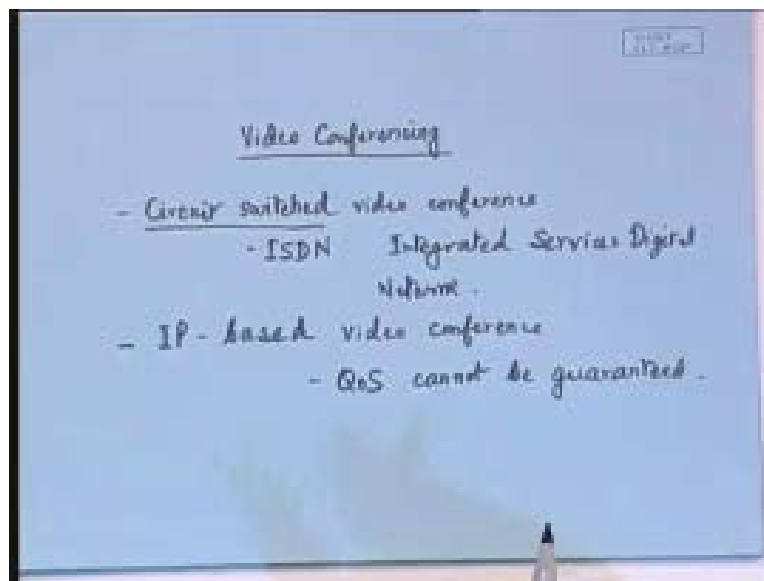 Video Conferencing
- Circuit switched video conference
- ISDN Integrated Services Digital
Network.
- IP-based video conference
- QoS cannot be guaranteed.